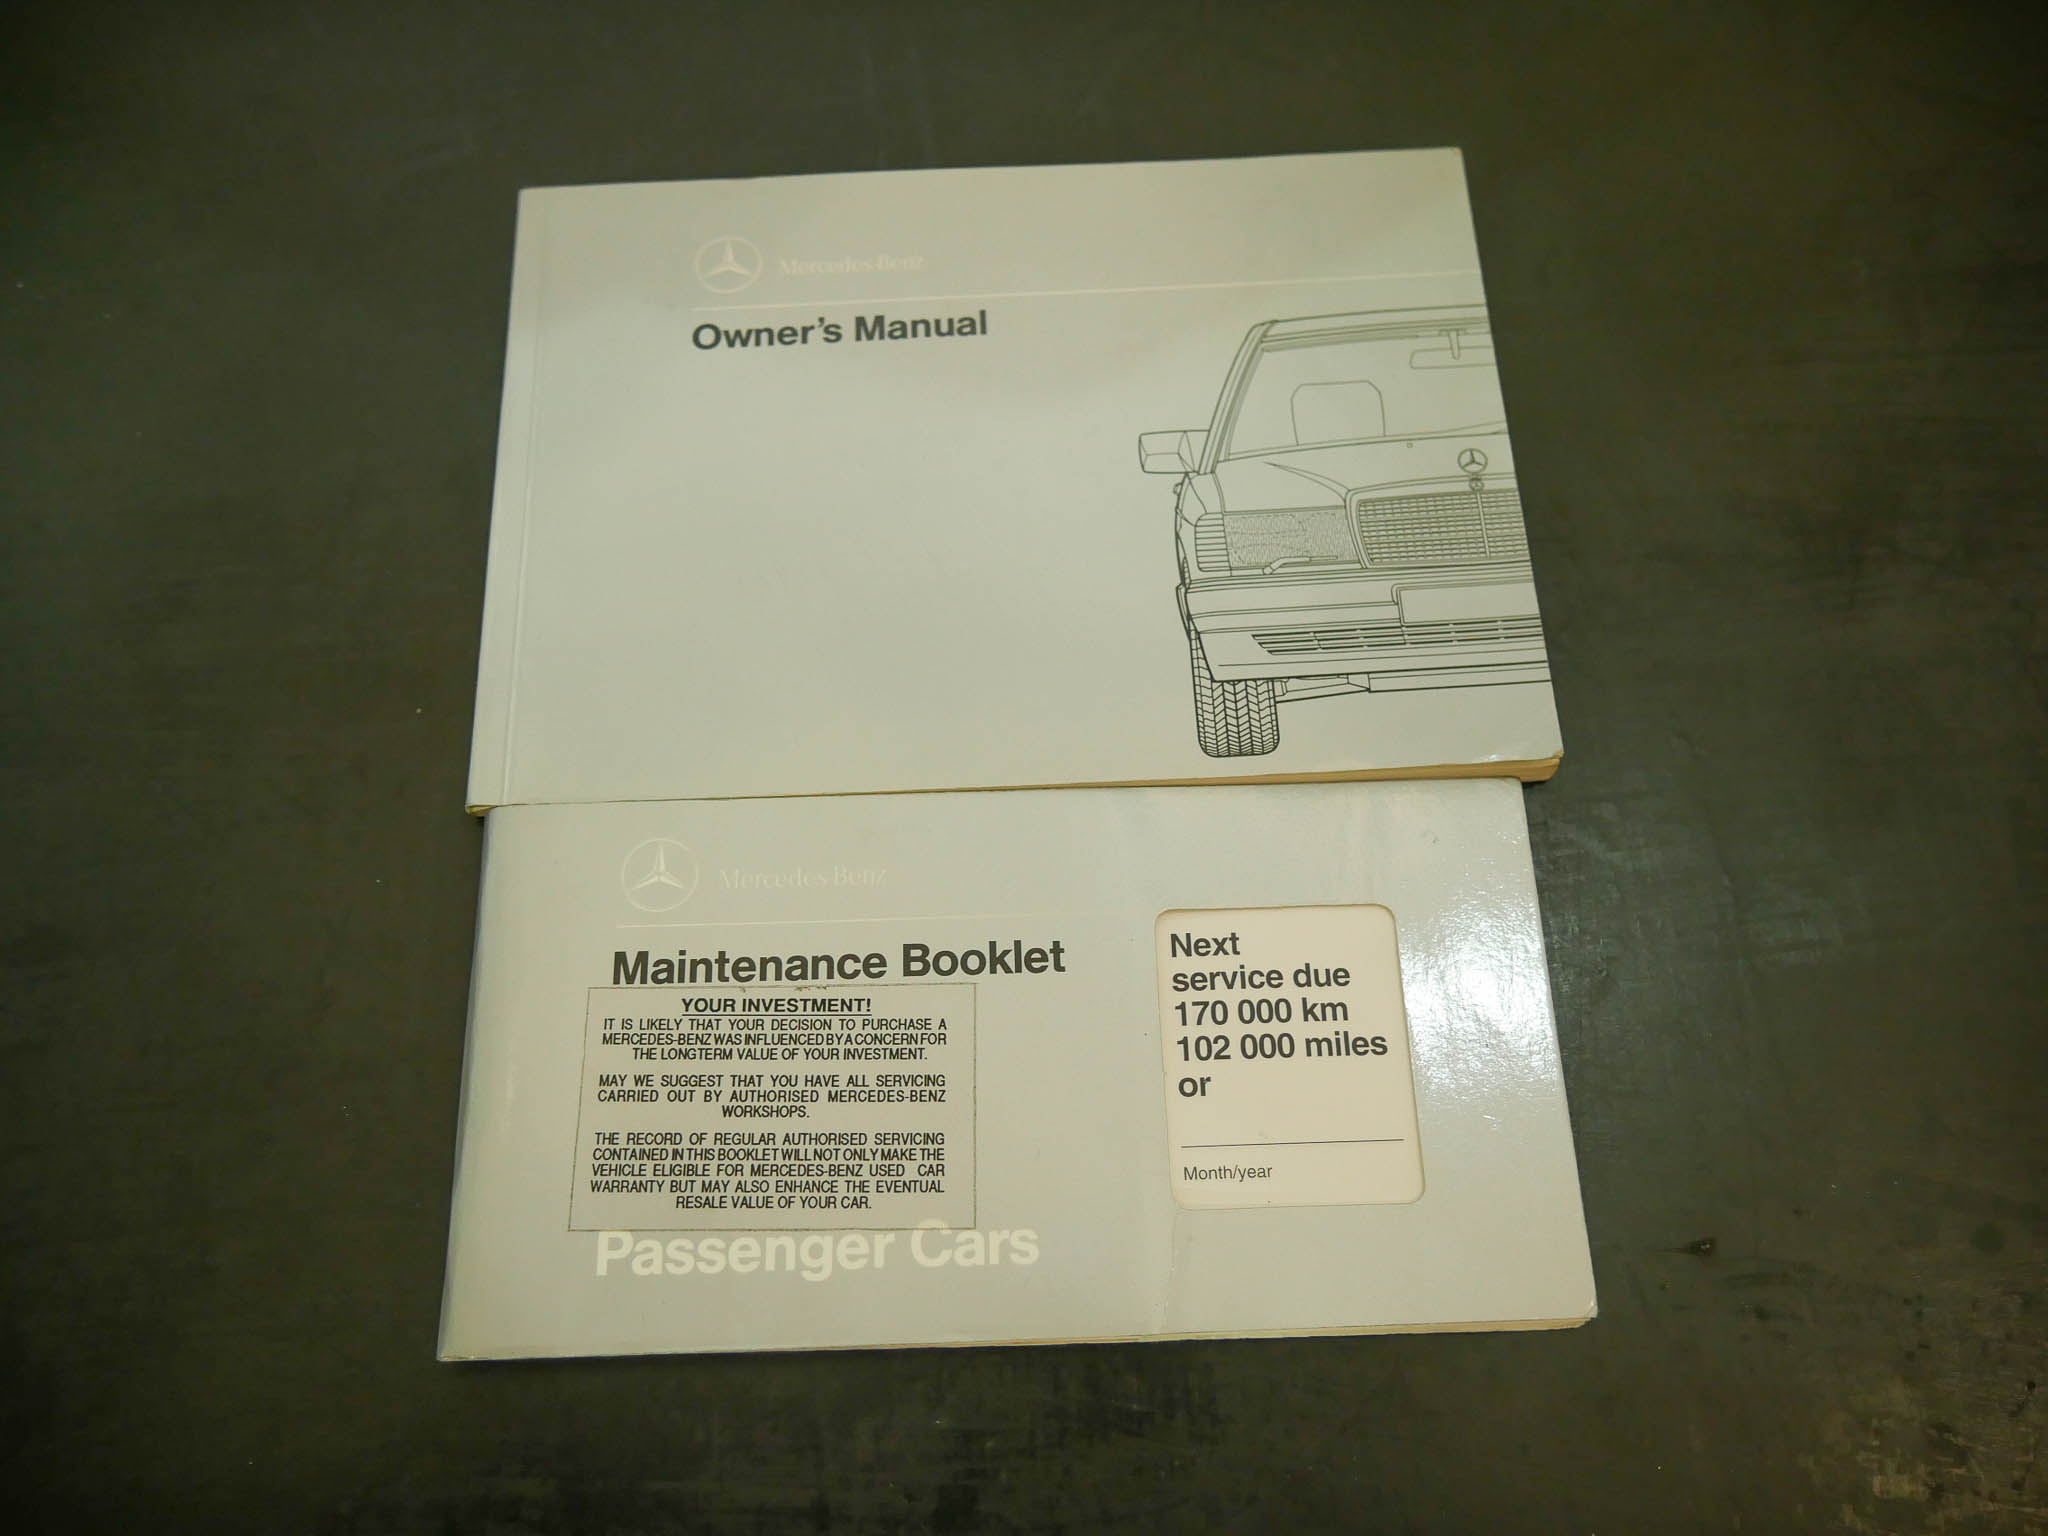 Mercedes-Benz
Owner's Manual
Mercedes-Benz
Maintenance Booklet
YOUR INVESTMENT!
IT IS LIKELY THAT YOUR DECISION TO PURCHASE A
MERCEDES-BENZ WAS INFLUENCED BY A CONCERN FOR
THE LONGTERM VALUE OF YOUR INVESTMENT.
MAY WE SUGGEST THAT YOU HAVE ALL SERVICING
CARRIED OUT BY AUTHORISED MERCEDES-BENZ
WORKSHOPS.
THE RECORD OF REGULAR AUTHORISED SERVICING
CONTAINED IN THIS BOOKLET WILL NOT ONLY MAKE THE
VEHICLE ELIGIBLE FOR MERCEDES-BENZ USED CAR
WARRANTY BUT MAY ALSO ENHANCE THE EVENTUAL
RESALE VALUE OF YOUR CAR.
Passenger Cars
Next
service due
170 000 km
102 000 miles
or
Month/year